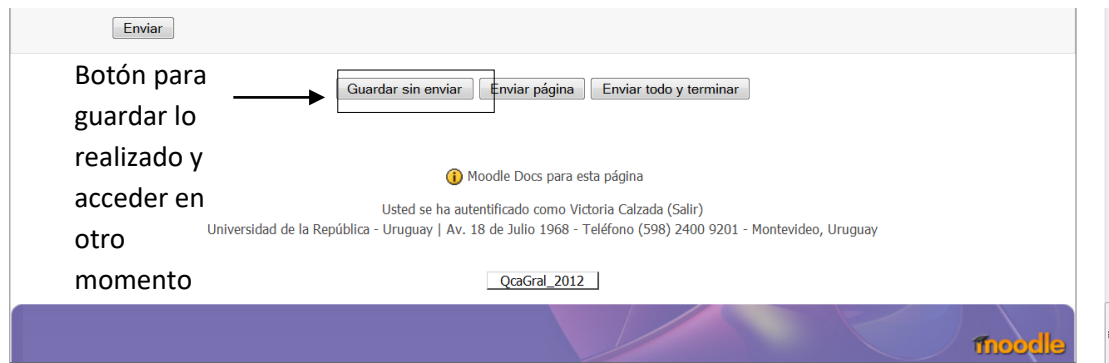 Enviar
Botón para
guardar lo
realizado y
acceder en
otro
momento
Guardar sin enviar Enviar página Enviar todo y terminar
Moodle Docs para esta página
Usted se ha autentificado como Victoria Calzada (Salir)
Universidad de la República - Uruguay | Av. 18 de Julio 1968 - Teléfono (598) 2400 9201 - Montevideo, Uruguay
QcaGral_2012
moodle